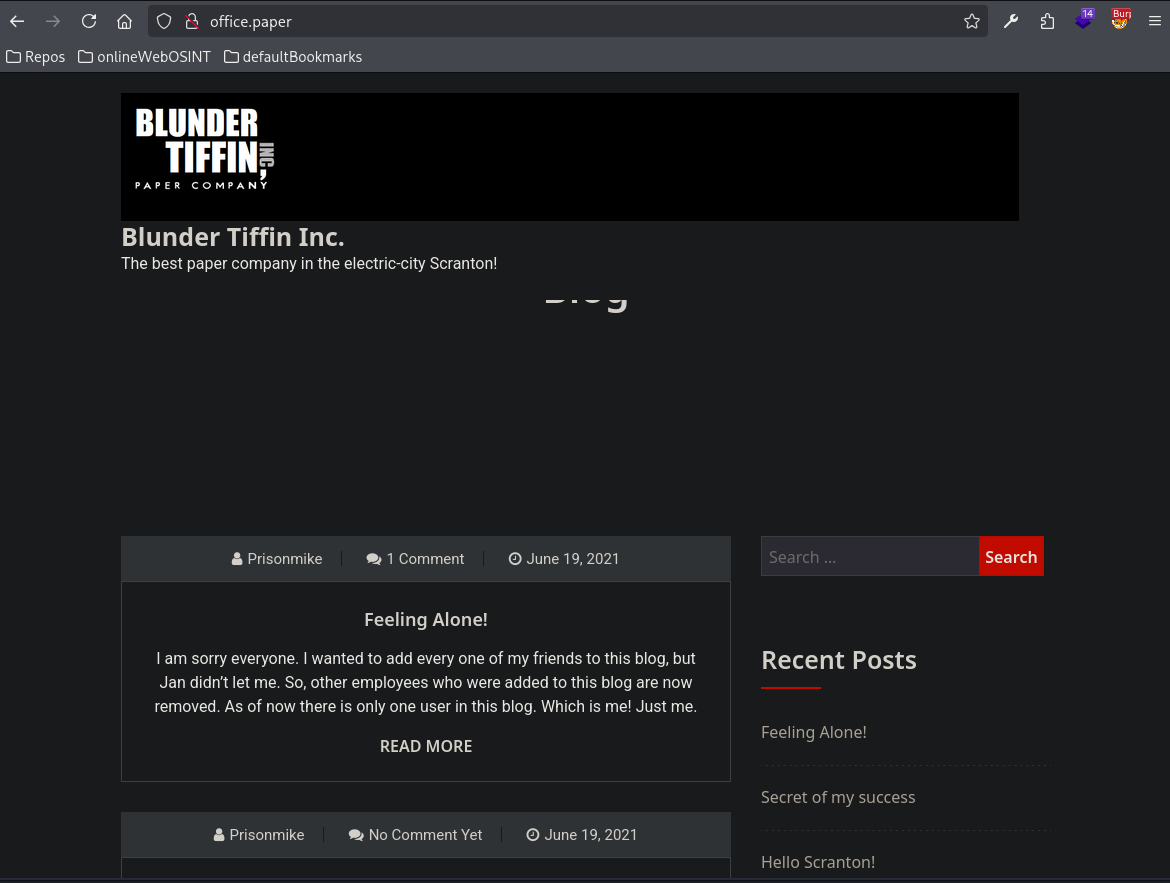 office.paper
14
Repos
onlineWebOSINT
defaultBookmarks
BLUNDER
TIFFIN, INC
PAPER COMPANY
Blunder Tiffin Inc.
The best paper company in the electric-city Scranton!
Blog
Prisonmike
1 Comment
June 19, 2021
Feeling Alone!
I am sorry everyone. I wanted to add every one of my friends to this blog, but
Jan didn’t let me. So, other employees who were added to this blog are now
removed. As of now there is only one user in this blog. Which is me! Just me.
READ MORE
Prisonmike
No Comment Yet
June 19, 2021
Search ...
Search
Recent Posts
Feeling Alone!
Secret of my success
Hello Scranton!